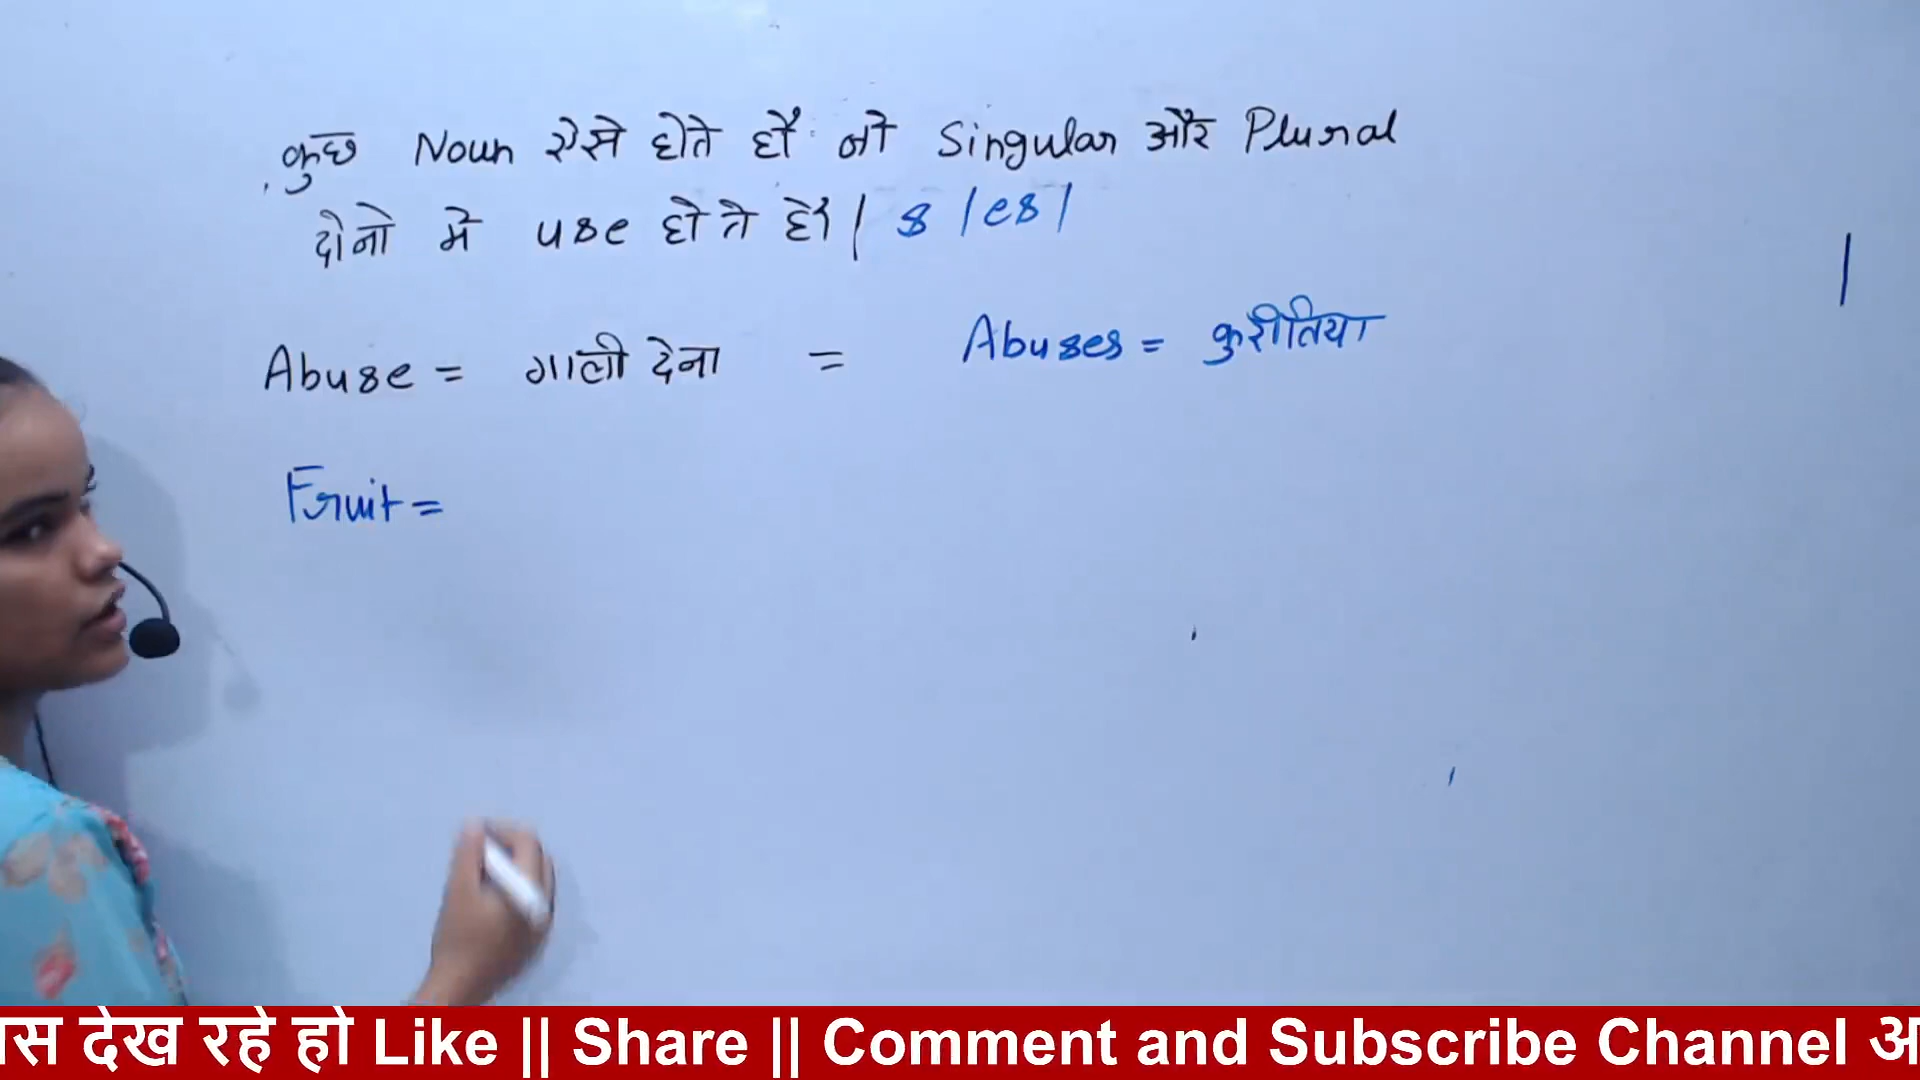 कुछ Noun ऐसे होते हैं जो Singular और Plural
दोनो मे use होते है। s/es/
Abuse = गाली देना = Abuses = कुरीतिया
Fruit =
देख रहे हो Like || Share || Comment and Subscribe Channel